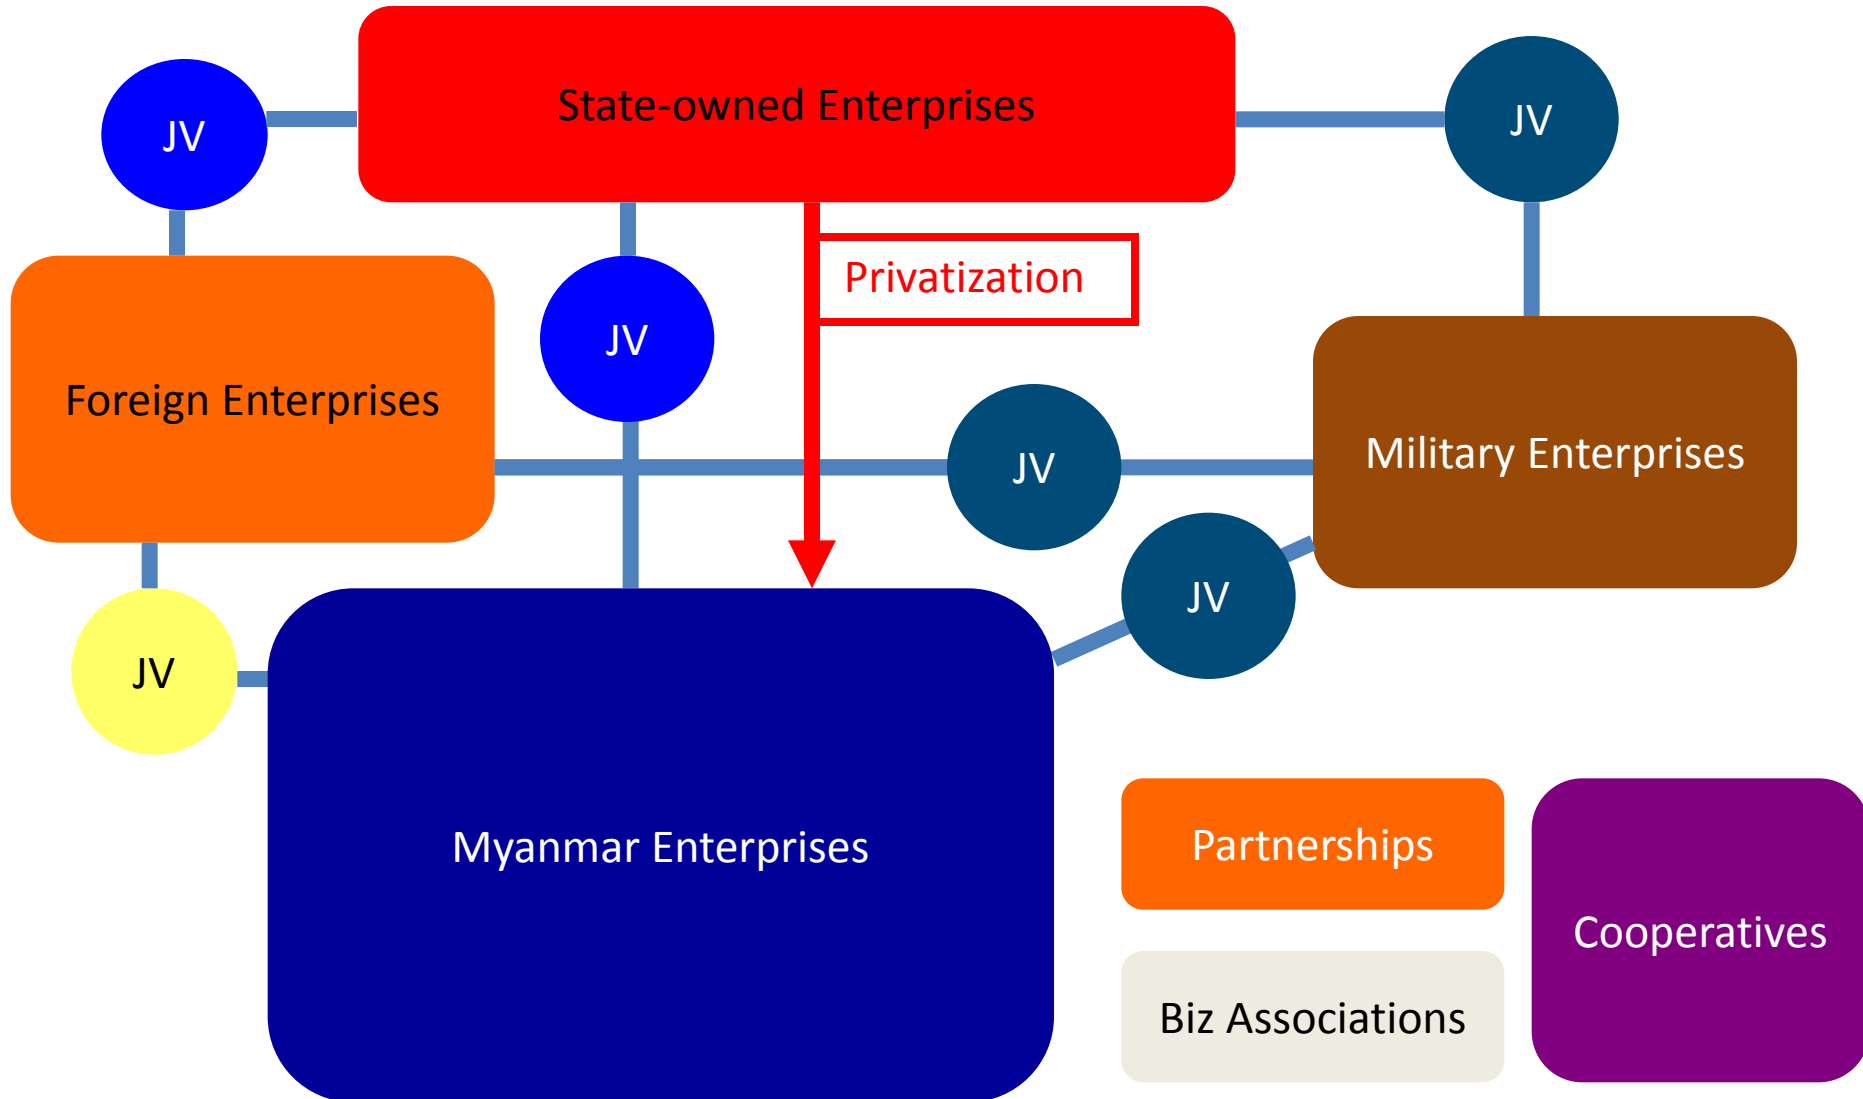 State-owned Enterprises
JV
JV
Privatization
JV
Foreign Enterprises
Military Enterprises
JV
JV
JV
Myanmar Enterprises
Partnerships
Cooperatives
Biz Associations